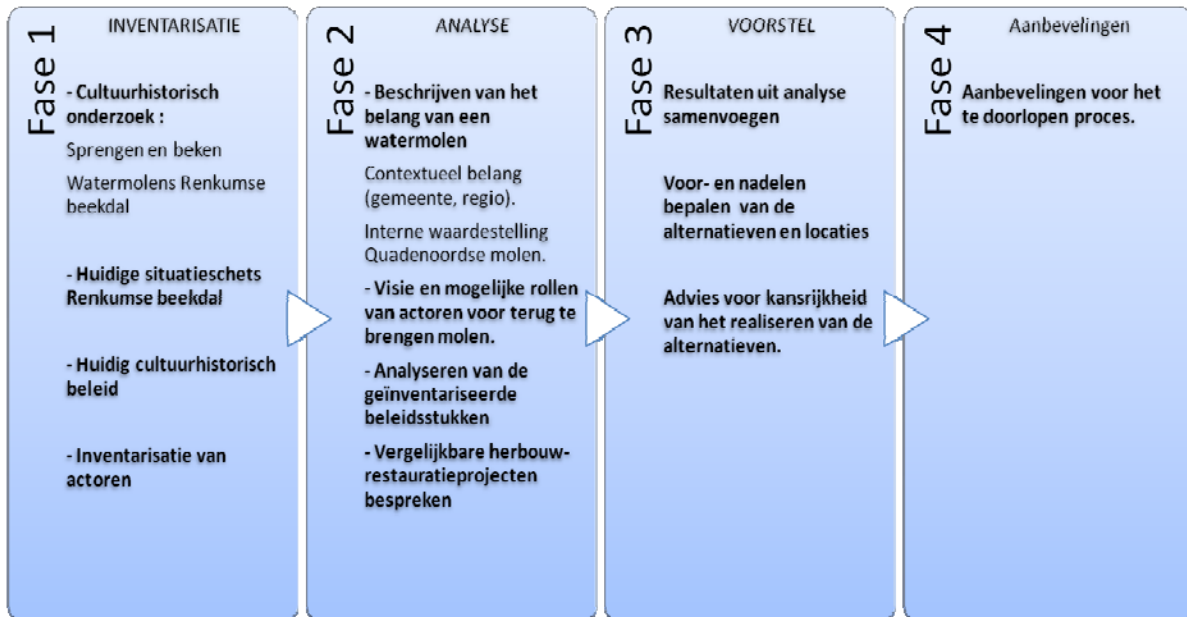 Fase 1
INVENTARISATIE
- Cultuurhistorisch
onderzoek :
Sprengen en beken
Watermolens Renkumse
beekdal
- Huidige situatieschets
Renkumse beekdal
- Huidig cultuurhistorisch
beleid
- Inventarisatie van
actoren
Fase 2
ANALYSE
- Beschrijven van het
belang van een
watermolen
Contextueel belang
(gemeente, regio).
Interne waardestelling
Quadenoordse molen.
- Visie en mogelijke rollen
van actoren voor terug te
brengen molen.
- Analyseren van de
geïnventariseerde
beleidsstukken
- Vergelijkbare herbouw-
restauratieprojecten
bespreken
Fase 3
VOORSTEL
Resultaten uit analyse
samenvoegen
Voor- en nadelen
bepalen van de
alternatieven en locaties
Advies voor kansrijkheid
van het realiseren van de
alternatieven.
Fase 4
Aanbevelingen
Aanbevelingen voor het
te doorlopen proces.